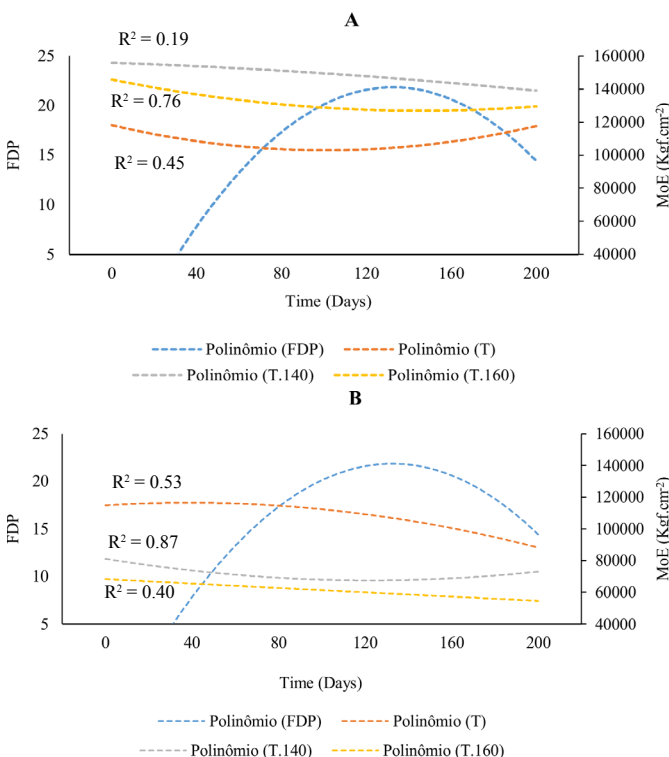 A
R² = 0.19
25 160000
140000
20 R² = 0.76 120000
15 R² = 0.45 100000
80000
10 60000
5 40000
FDP
MoE (Kgf.cm⁻²)
0 40 80 120 160 200
Time (Days)
Polinômio (FDP) Polinômio (T)
Polinômio (T.140) Polinômio (T.160)
B
25 160000
140000
20 R² = 0.53 120000
15 100000
R² = 0.87 80000
10 R² = 0.40 60000
5 40000
FDP
MoE (Kgf.cm⁻²)
0 40 80 120 160 200
Time (Days)
Polinômio (FDP) Polinômio (T)
Polinômio (T.140) Polinômio (T.160)